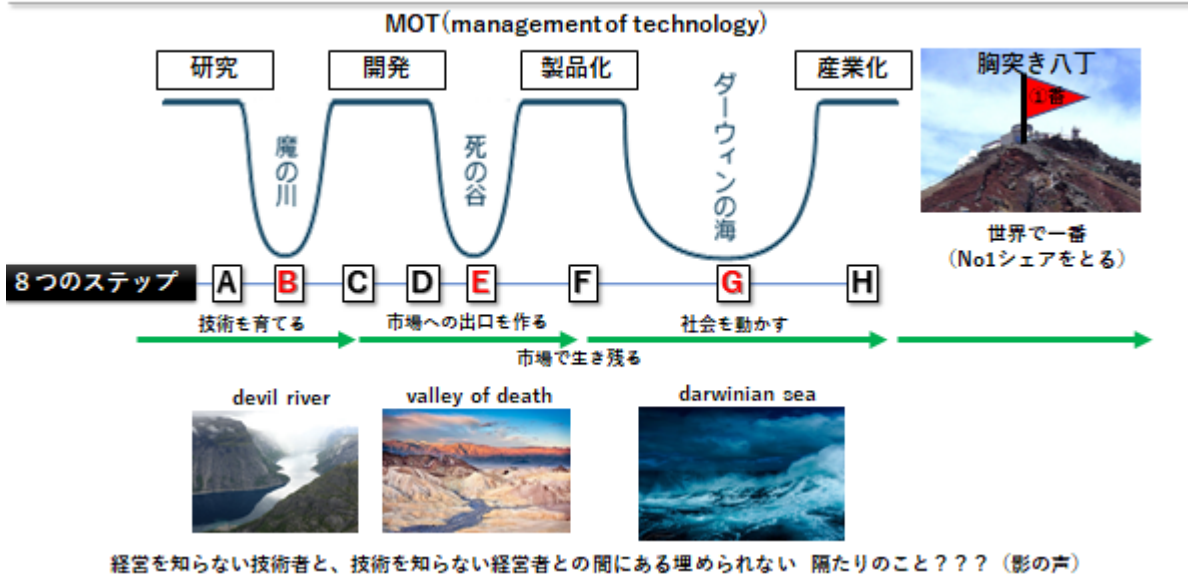 MOT(management of technology)
研究
開発
製品化
産業化
胸突き八丁
①番
魔の川
死の谷
ダーウィンの海
世界で一番
（No1シェアをとる）
8つのステップ
A
B
C
D
E
F
G
H
技術を育てる
市場への出口を作る
社会を動かす
市場で生き残る
devil river
valley of death
darwinian sea
経営を知らない技術者と、技術を知らない経営者との間にある埋められない 隔たりのこと???（影の声）